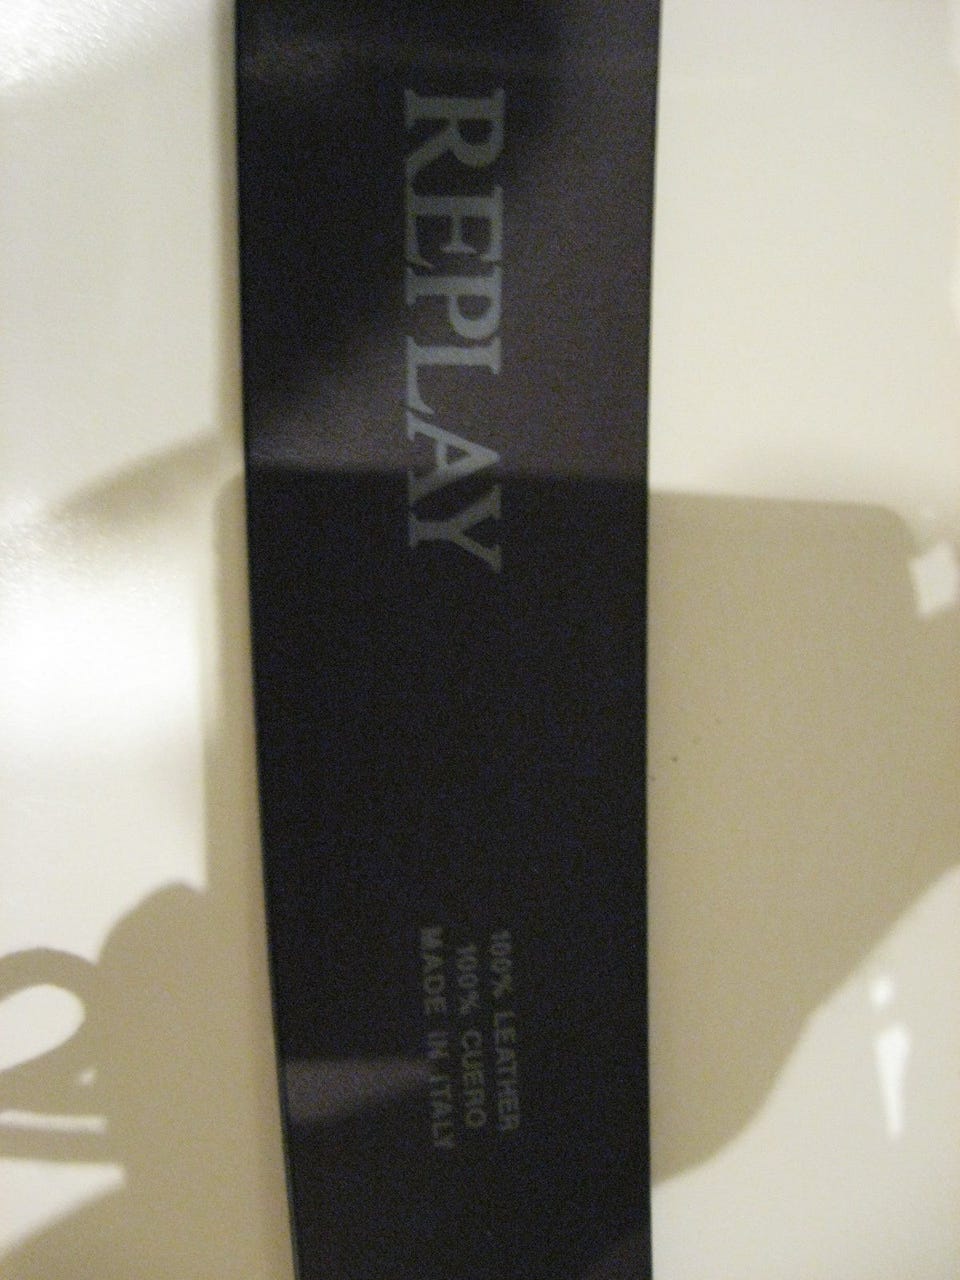 REPLAY
100% LEATHER
100% CUERO
MADE IN ITALY